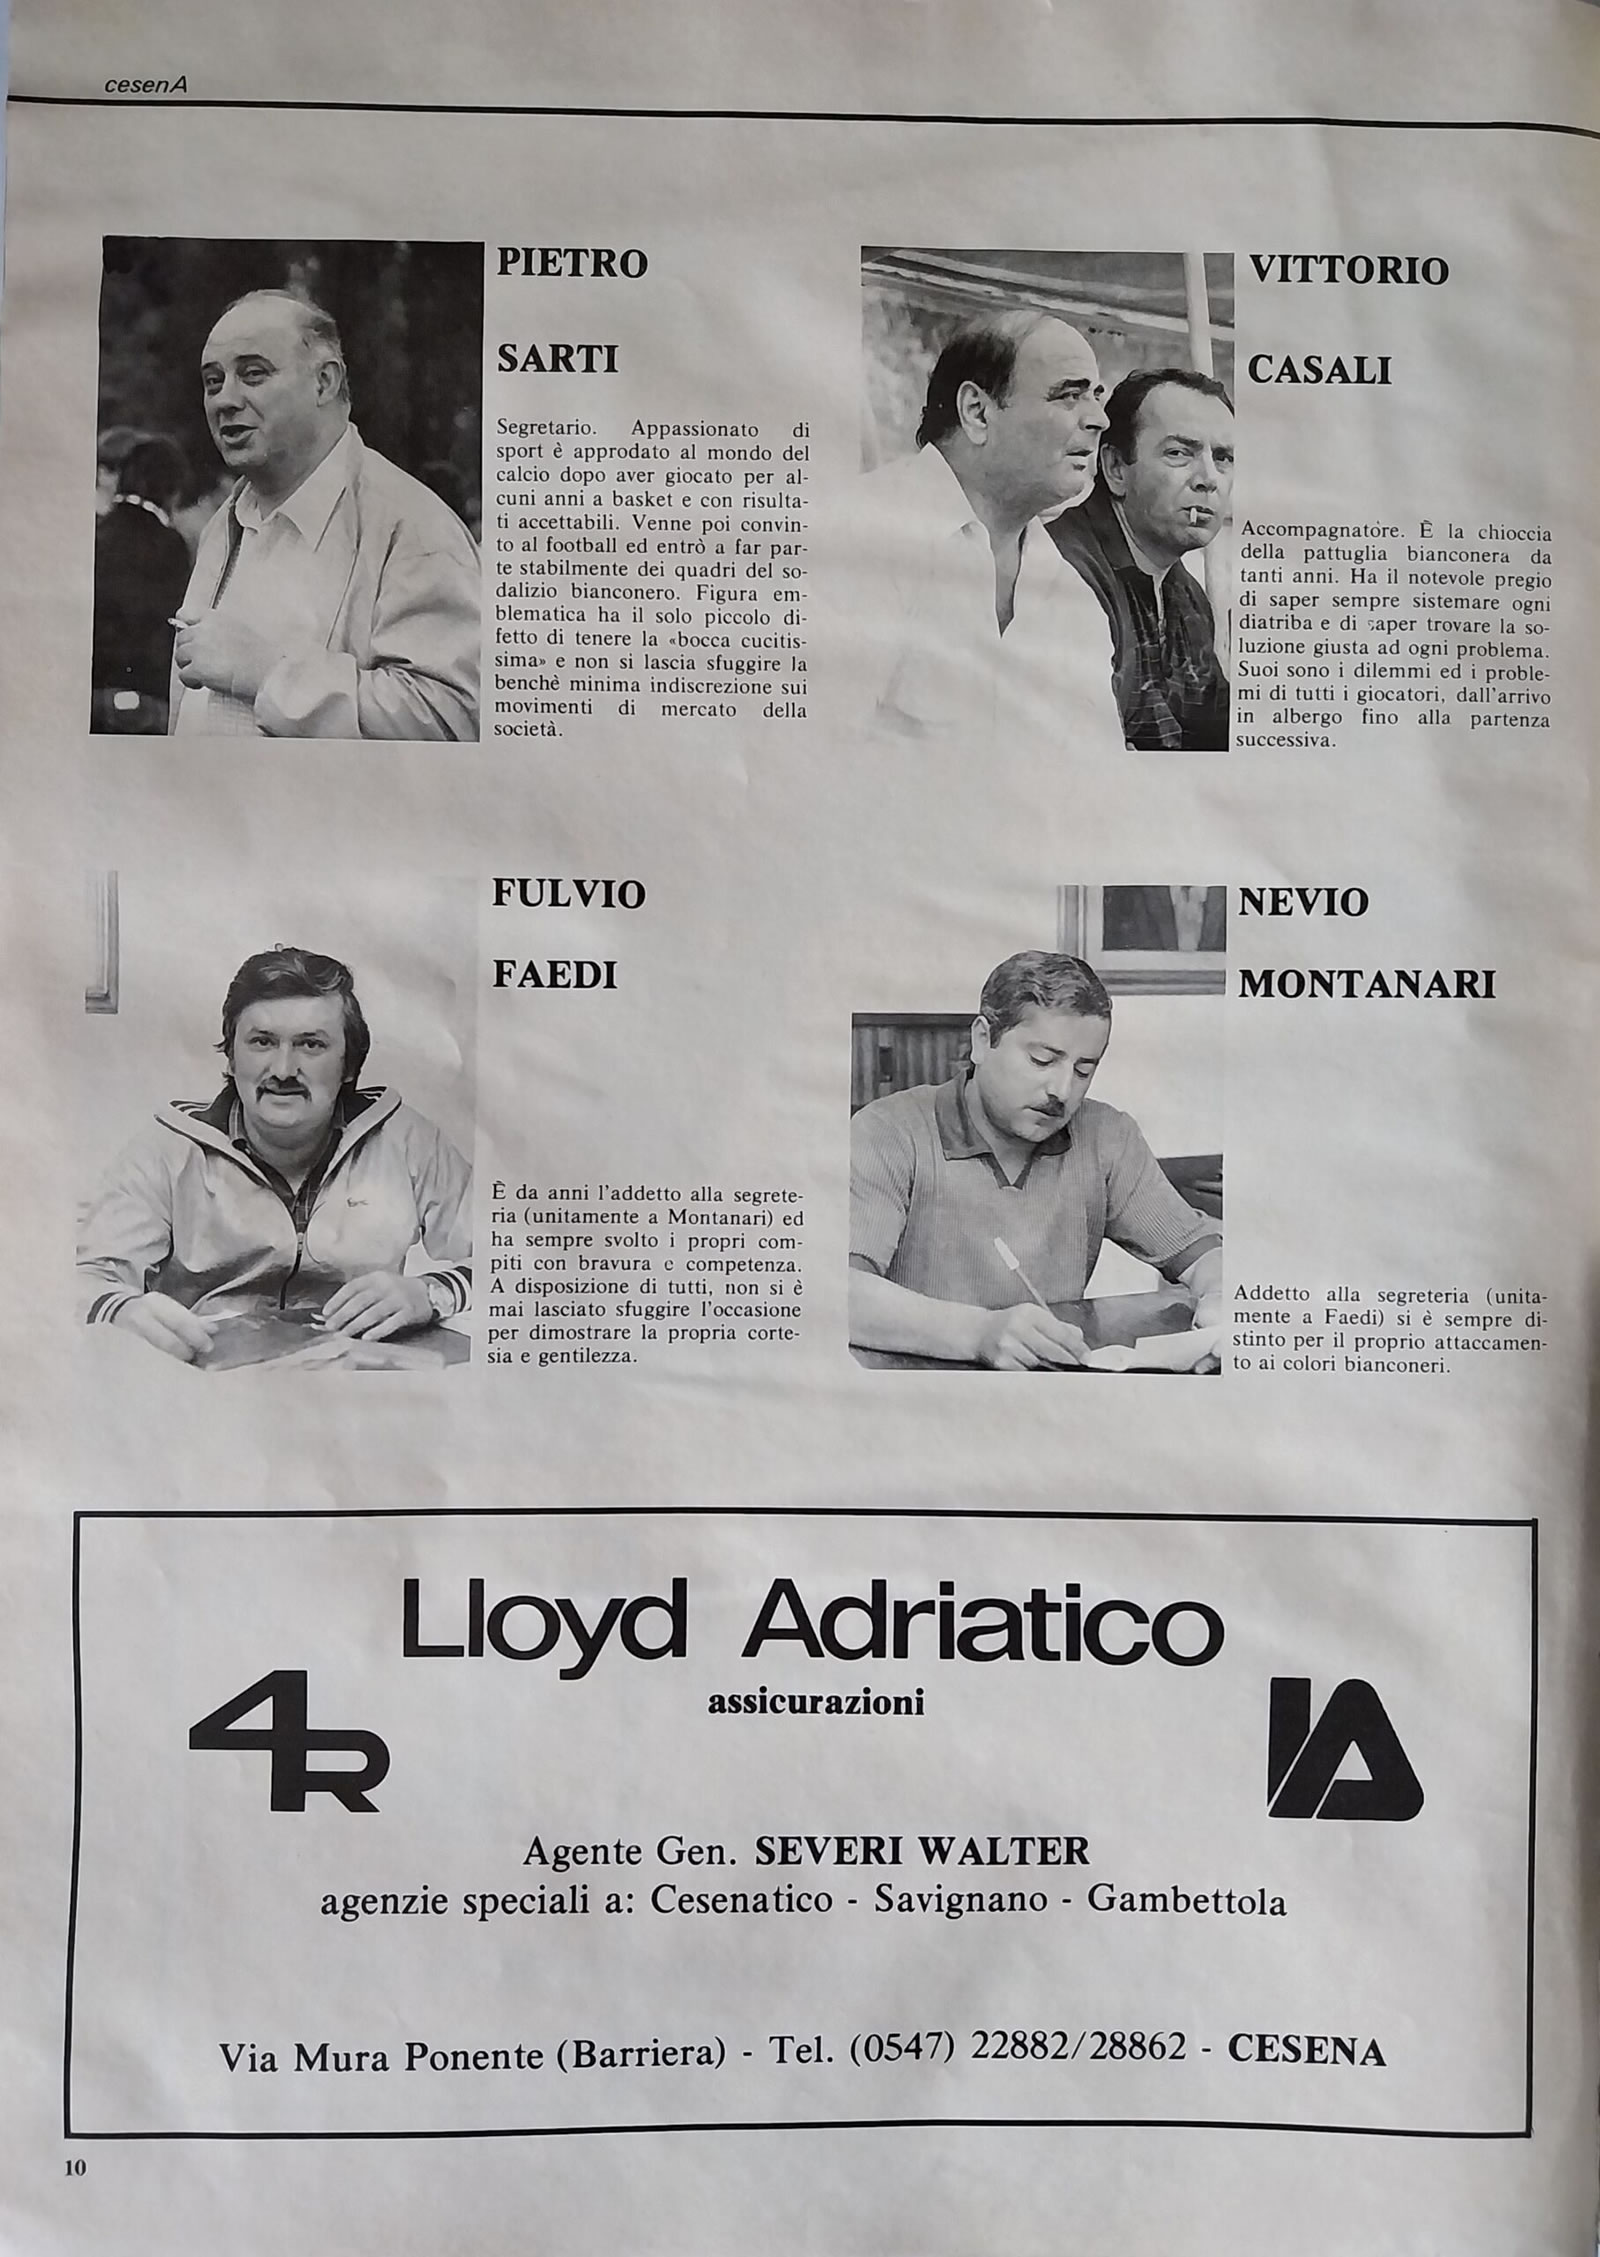 cesenA
PIETRO
SARTI
Segretario. Appassionato di
sport è approdato al mondo del
calcio dopo aver giocato per al-
cuni anni a basket e con risulta-
ti accettabili. Venne poi convin-
to al football ed entrò a far par-
te stabilmente dei quadri del so-
dalizio bianconero. Figura em-
blematica ha il solo piccolo di-
fetto di tenere la «bocca cucitis-
sima» e non si lascia sfuggire la
benchè minima indiscrezione sui
movimenti di mercato della
società.
VITTORIO
CASALI
Accompagnatore. È la chioccia
della pattuglia bianconera da
tanti anni. Ha il notevole pregio
di saper sempre sistemare ogni
diatriba e di saper trovare la so-
luzione giusta ad ogni problema.
Suoi sono i dilemmi ed i proble-
mi di tutti i giocatori, dall'arrivo
in albergo fino alla partenza
successiva.
FULVIO
FAEDI
È da anni l'addetto alla segrete-
ria (unitamente a Montanari) ed
ha sempre svolto i propri com-
piti con bravura e competenza.
A disposizione di tutti, non si è
mai lasciato sfuggire l'occasione
per dimostrare la propria corte-
sia e gentilezza.
NEVIO
MONTANARI
Addetto alla segreteria (unita-
mente a Faedi) si è sempre di-
stinto per il proprio attaccamen-
to ai colori bianconeri.
Lloyd Adriatico
assicurazioni
4R
Agente Gen. SEVERI WALTER
agenzie speciali a: Cesenatico - Savignano - Gambettola
Via Mura Ponente (Barriera) - Tel. (0547) 22882/28862 - CESENA
10